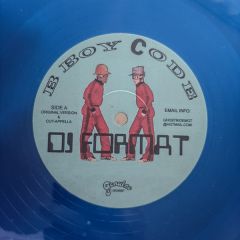 B BOY CODE
SIDE A
ORIGINAL VERSION
&
CUT-APPELLA
EMAIL INFO:
DJ FORMAT